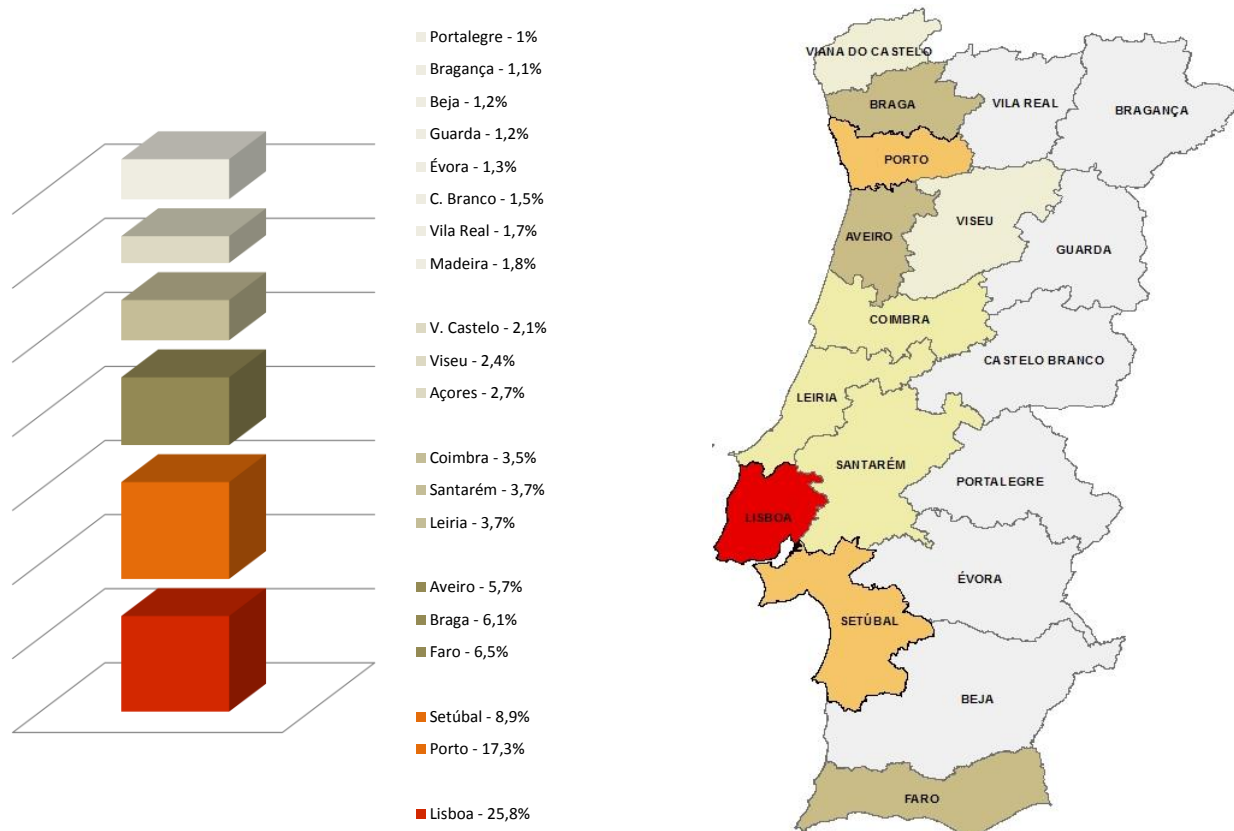 Portalegre - 1%
Bragança - 1,1%
Beja - 1,2%
Guarda - 1,2%
Évora - 1,3%
C. Branco - 1,5%
Vila Real - 1,7%
Madeira - 1,8%
V. Castelo - 2,1%
Viseu - 2,4%
Açores - 2,7%
Coimbra - 3,5%
Santarém - 3,7%
Leiria - 3,7%
Aveiro - 5,7%
Braga - 6,1%
Faro - 6,5%
Setúbal - 8,9%
Porto - 17,3%
Lisboa - 25,8%
VIANA DO CASTELO
BRAGA
VILA REAL
BRAGANÇA
PORTO
VISEU
AVEIRO
GUARDA
COIMBRA
CASTELO BRANCO
LEIRIA
SANTARÉM
PORTALEGRE
LISBOA
ÉVORA
SETÚBAL
BEJA
FARO